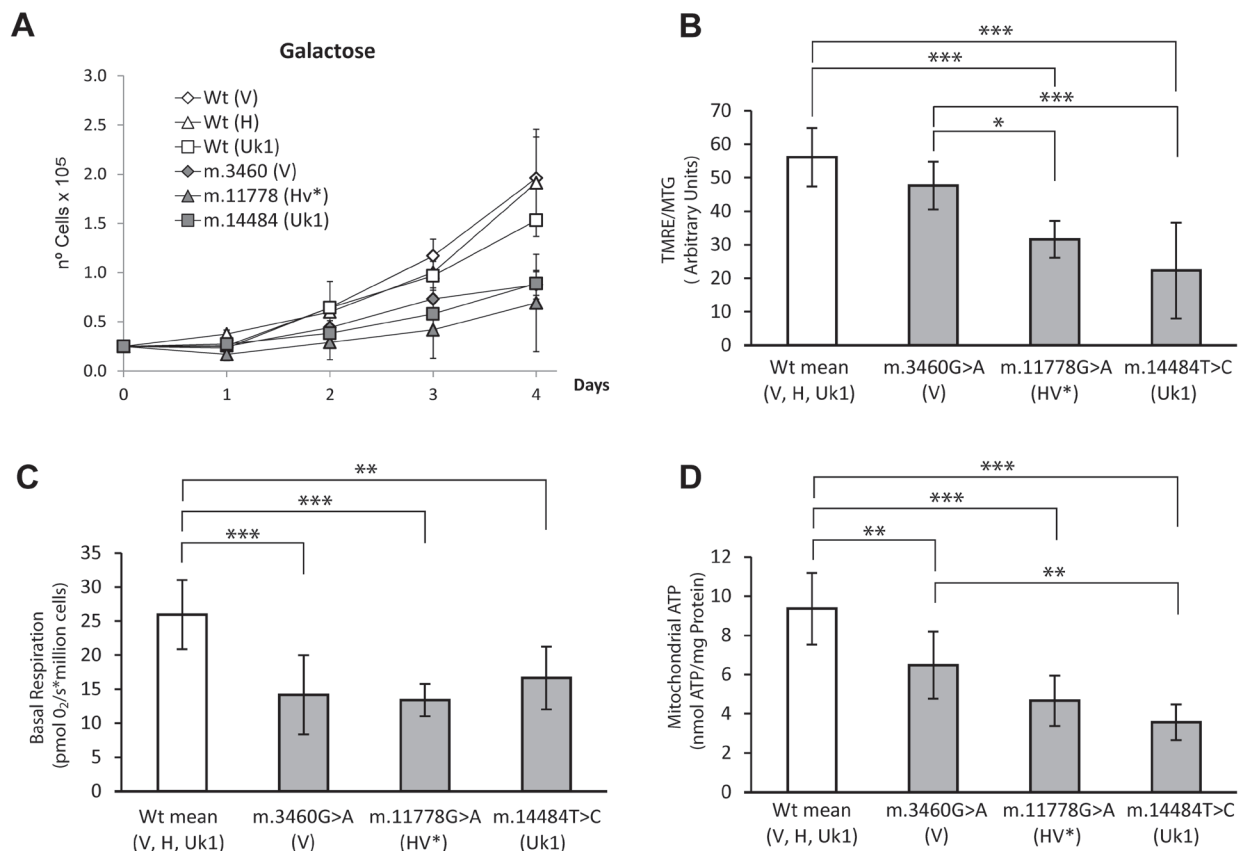 A
Galactose
3.0
2.5
2.0
1.5
1.0
0.5
0.0
nº Cells x 10⁵
Wt (V)
Wt (H)
Wt (Uk1)
m.3460 (V)
m.11778 (Hv*)
m.14484 (Uk1)
0 1 2 3 4 Days
B
***
***
***
*
70
60
50
40
30
20
10
0
TMRE/MTG
( Arbitrary Units)
Wt mean m.3460G>A m.11778G>A m.14484T>C
(V, H, Uk1) (V) (HV*) (Uk1)
C
**
***
***
35
30
25
20
15
10
5
0
Basal Respiration
(pmol 0₂/s*million cells)
Wt mean m.3460G>A m.11778G>A m.14484T>C
(V, H, Uk1) (V) (HV*) (Uk1)
D
***
***
**
**
12
10
8
6
4
2
0
Mitochondrial ATP
(nmol ATP/mg Protein)
Wt mean m.3460G>A m.11778G>A m.14484T>C
(V, H, Uk1) (V) (HV*) (Uk1)